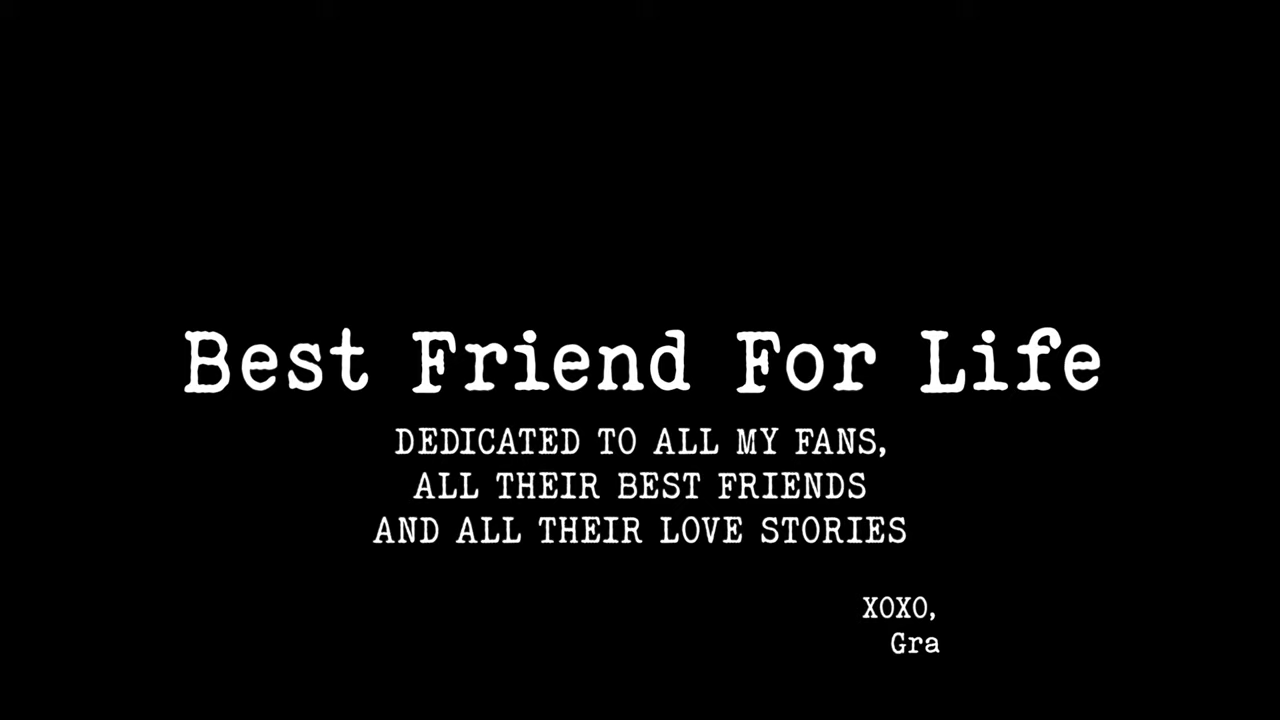 Best Friend For Life
DEDICATED TO ALL MY FANS,
ALL THEIR BEST FRIENDS
AND ALL THEIR LOVE STORIES
XOXO,
Gra